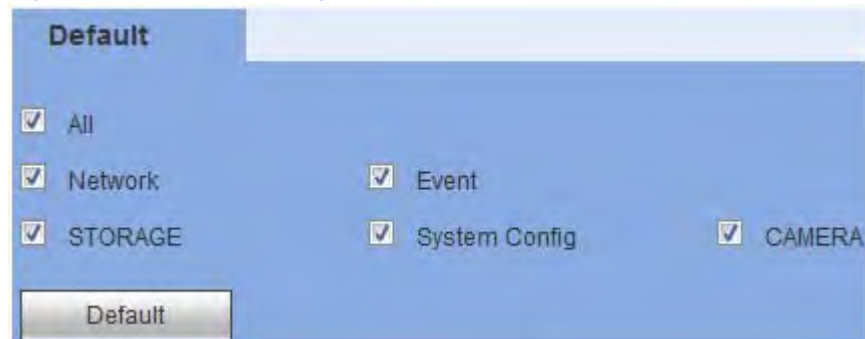 Default
All
Network Event
STORAGE System Config CAMERA
Default